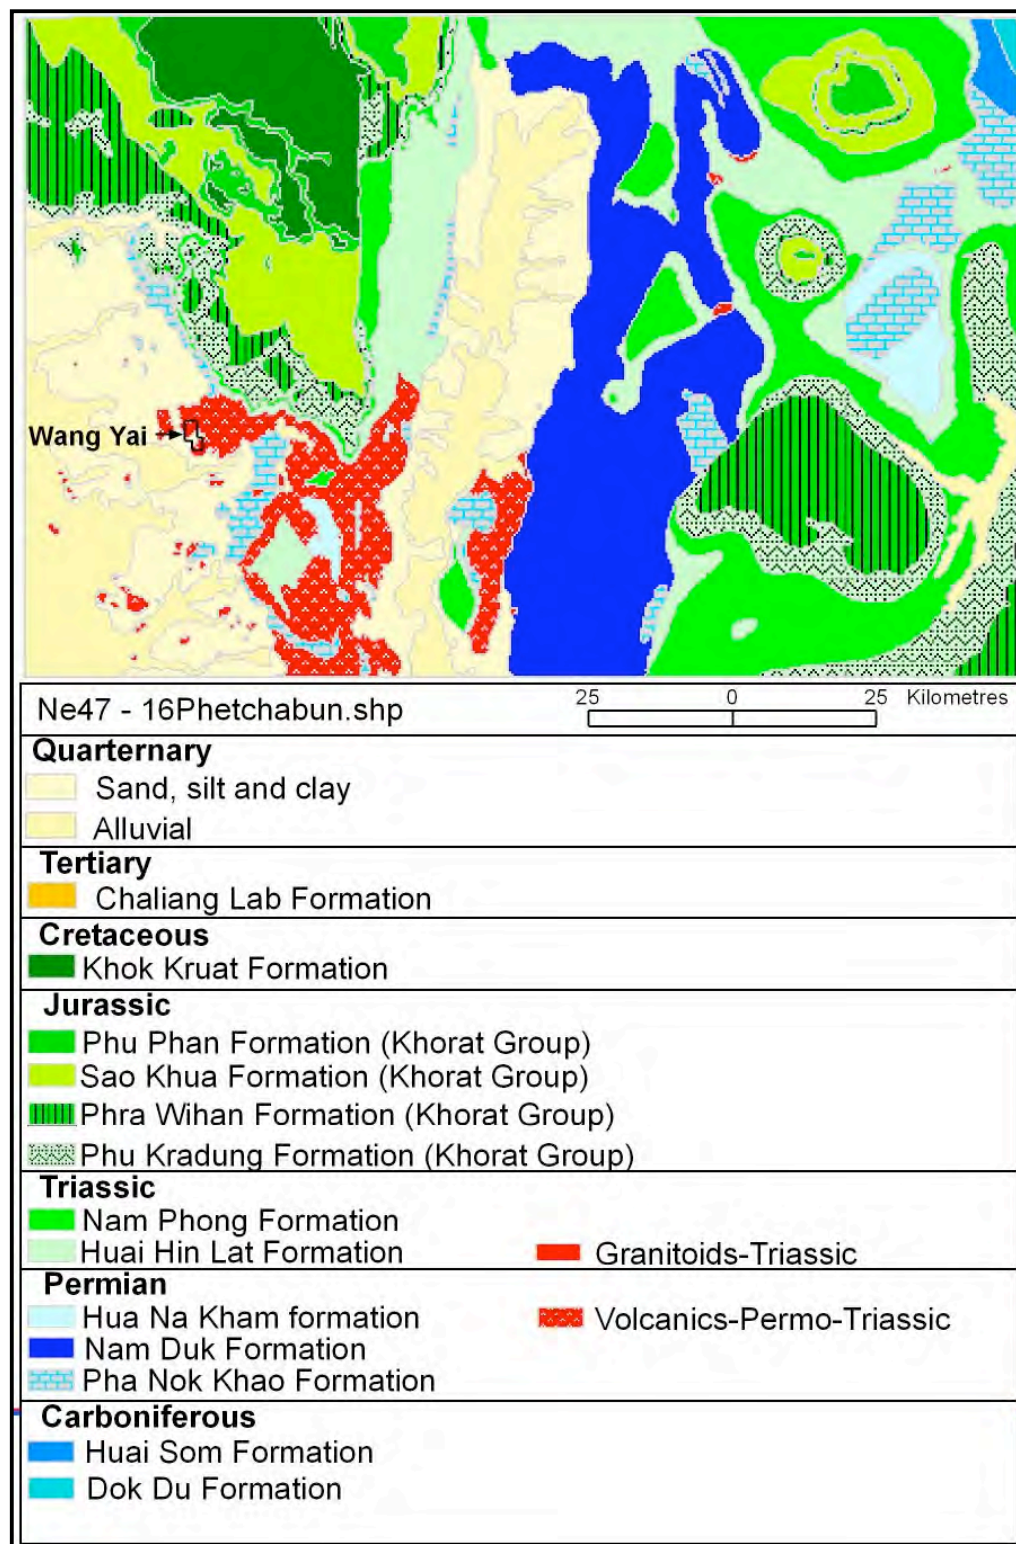 Wang Yai
Ne47 - 16Phetchabun.shp
25 0 25 Kilometres
Quarternary
Sand, silt and clay
Alluvial
Tertiary
Chaliang Lab Formation
Cretaceous
Khok Kruat Formation
Jurassic
Phu Phan Formation (Khorat Group)
Sao Khua Formation (Khorat Group)
Phra Wihan Formation (Khorat Group)
Phu Kradung Formation (Khorat Group)
Triassic
Nam Phong Formation
Huai Hin Lat Formation Granitoids-Triassic
Permian
Hua Na Kham formation Volcanics-Permo-Triassic
Nam Duk Formation
Pha Nok Khao Formation
Carboniferous
Huai Som Formation
Dok Du Formation